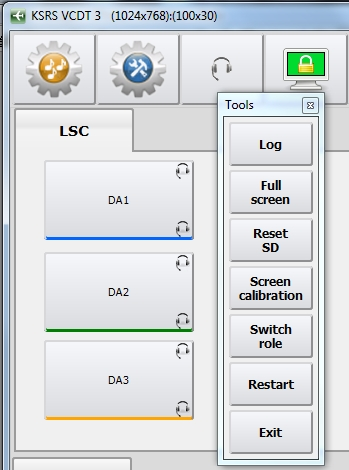 KSRS VCDT 3 (1024x768):(100x30)
Tools
LSC
Log
DA1
Full
screen
Reset
SD
DA2
Screen
calibration
Switch
role
DA3
Restart
Exit